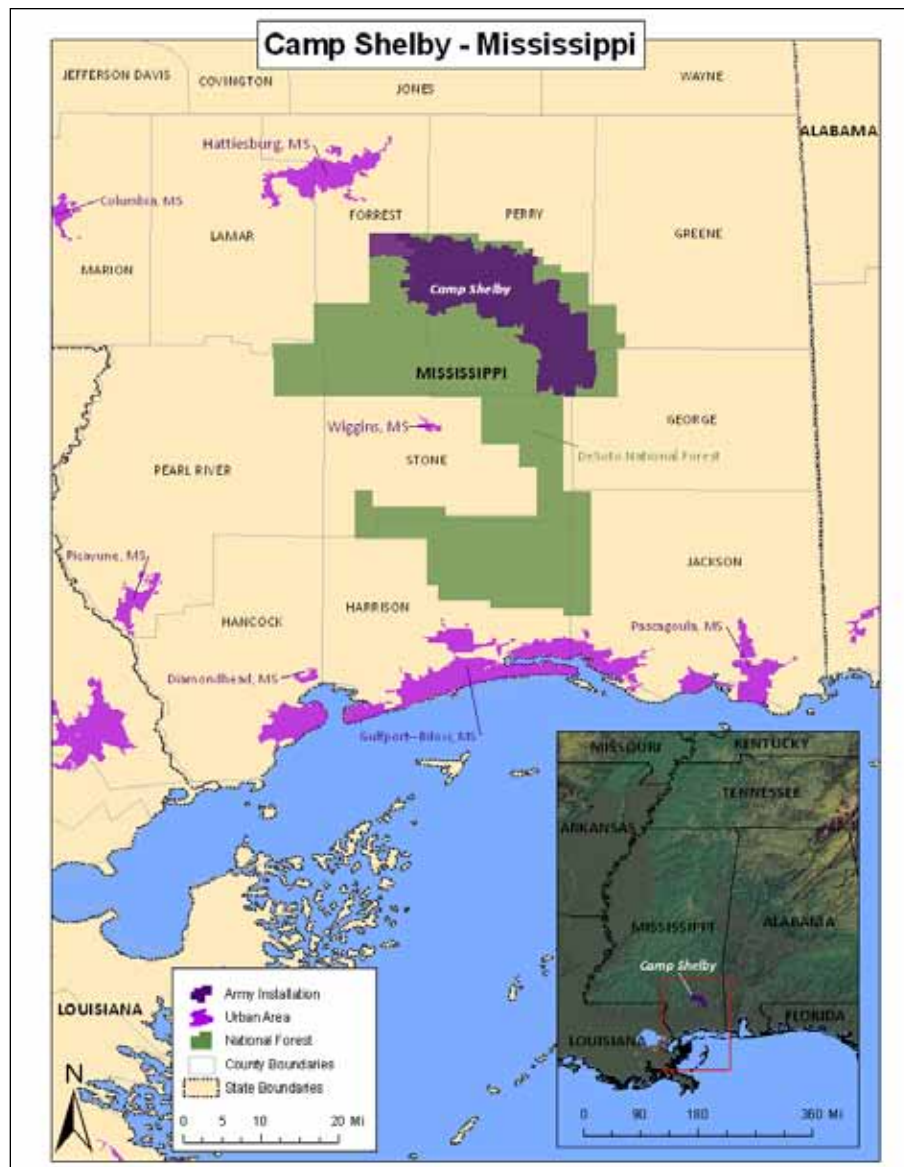 Camp Shelby - Mississippi
JEFFERSON DAVIS
COVINGTON
JONES
WAYNE
ALABAMA
Hattiesburg, MS
Columbia, MS
FORREST
PERRY
LAMAR
GREENE
MARION
Camp Shelby
MISSISSIPPI
GEORGE
Wiggins, MS
DeSoto National Forest
STONE
PEARL RIVER
Picayune, MS
JACKSON
HARRISON
HANCOCK
Pascagoula, MS
Diamondhead, MS
Gulfport-Biloxi, MS
MISSOURI
KENTUCKY
TENNESSEE
ARKANSAS
MISSISSIPPI
ALABAMA
Camp Shelby
FLORIDA
LOUISIANA
0 90 180 360 Mi
LOUISIANA
N
Army Installation
Urban Area
National Forest
County Boundaries
State Boundaries
0 5 10 20 Mi